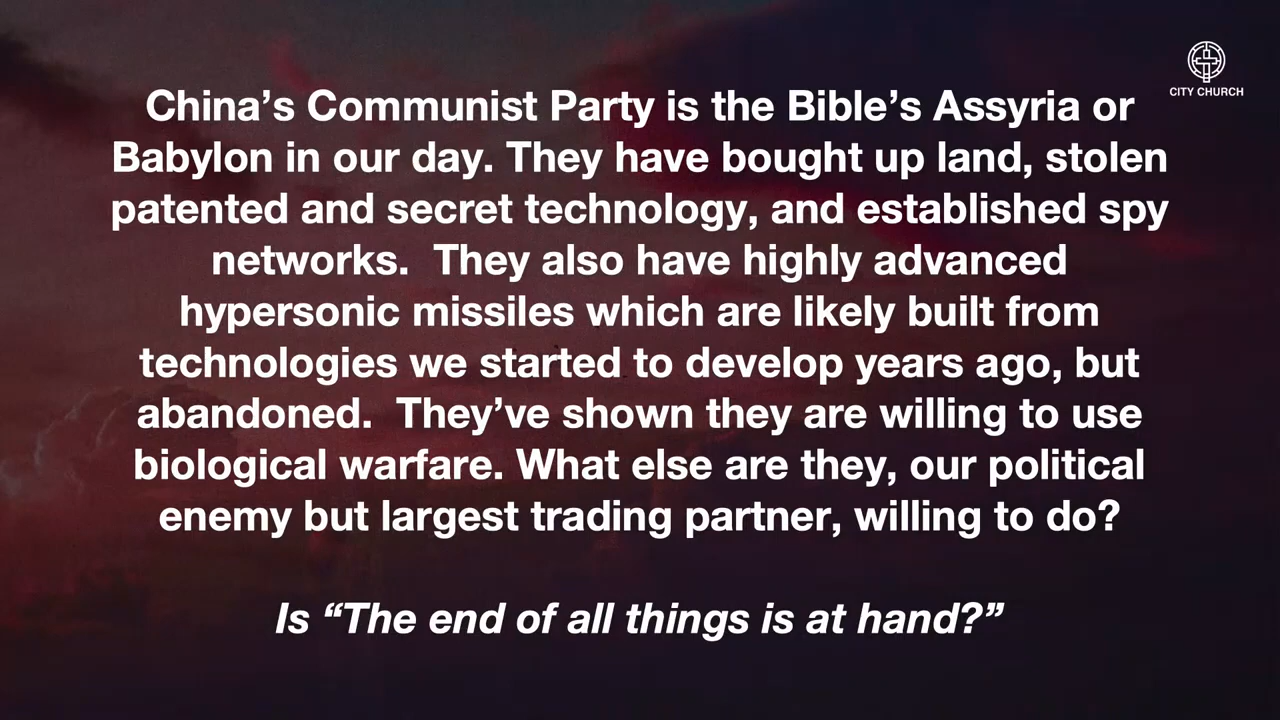 CITY CHURCH
China’s Communist Party is the Bible’s Assyria or
Babylon in our day. They have bought up land, stolen
patented and secret technology, and established spy
networks.  They also have highly advanced
hypersonic missiles which are likely built from
technologies we started to develop years ago, but
abandoned.  They’ve shown they are willing to use
biological warfare. What else are they, our political
enemy but largest trading partner, willing to do?
Is “The end of all things is at hand?”